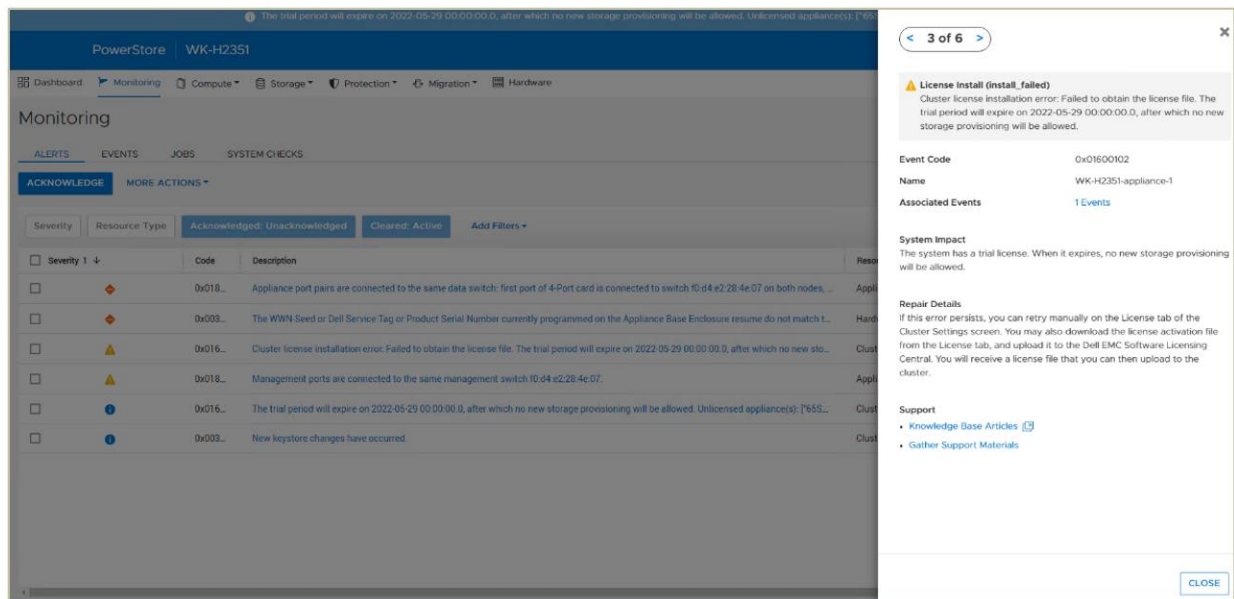 The trial period will expire on 2022-05-29 00:00:00.0, after which no new storage provisioning will be allowed. Unlicensed appliance(s): ["65S
PowerStore WK-H2351
Dashboard Monitoring Compute Storage Protection Migration Hardware
Monitoring
ALERTS EVENTS JOBS SYSTEM CHECKS
ACKNOWLEDGE MORE ACTIONS
Severity Resource Type Acknowledged: Unacknowledged Cleared: Active Add Filters
Severity 1 Code Description Resou
0x018... Appliance port pairs are connected to the same data switch: first port of 4-Port card is connected to switch f0:d4:e2:28:4e:07 on both nodes, ... Appli
0x003... The WWN-Seed or Dell Service Tag or Product Serial Number currently programmed on the Appliance Base Enclosure resume do not match t... Hardw
0x016... Cluster license installation error: Failed to obtain the license file. The trial period will expire on 2022-05-29 00:00:00.0, after which no new sto... Clust
0x018... Management ports are connected to the same management switch f0:d4:e2:28:4e:07. Appli
0x016... The trial period will expire on 2022-05-29 00:00:00.0, after which no new storage provisioning will be allowed. Unlicensed appliance(s): ["65S... Clust
0x003... New keystore changes have occurred. Clust
< 3 of 6 >
License Install (install_failed)
Cluster license installation error: Failed to obtain the license file. The
trial period will expire on 2022-05-29 00:00:00.0, after which no new
storage provisioning will be allowed.
Event Code 0x01600102
Name WK-H2351-appliance-1
Associated Events 1 Events
System Impact
The system has a trial license. When it expires, no new storage provisioning
will be allowed.
Repair Details
If this error persists, you can retry manually on the License tab of the
Cluster Settings screen. You may also download the license activation file
from the License tab, and upload it to the Dell EMC Software Licensing
Central. You will receive a license file that you can then upload to the
cluster.
Support
• Knowledge Base Articles
• Gather Support Materials
CLOSE